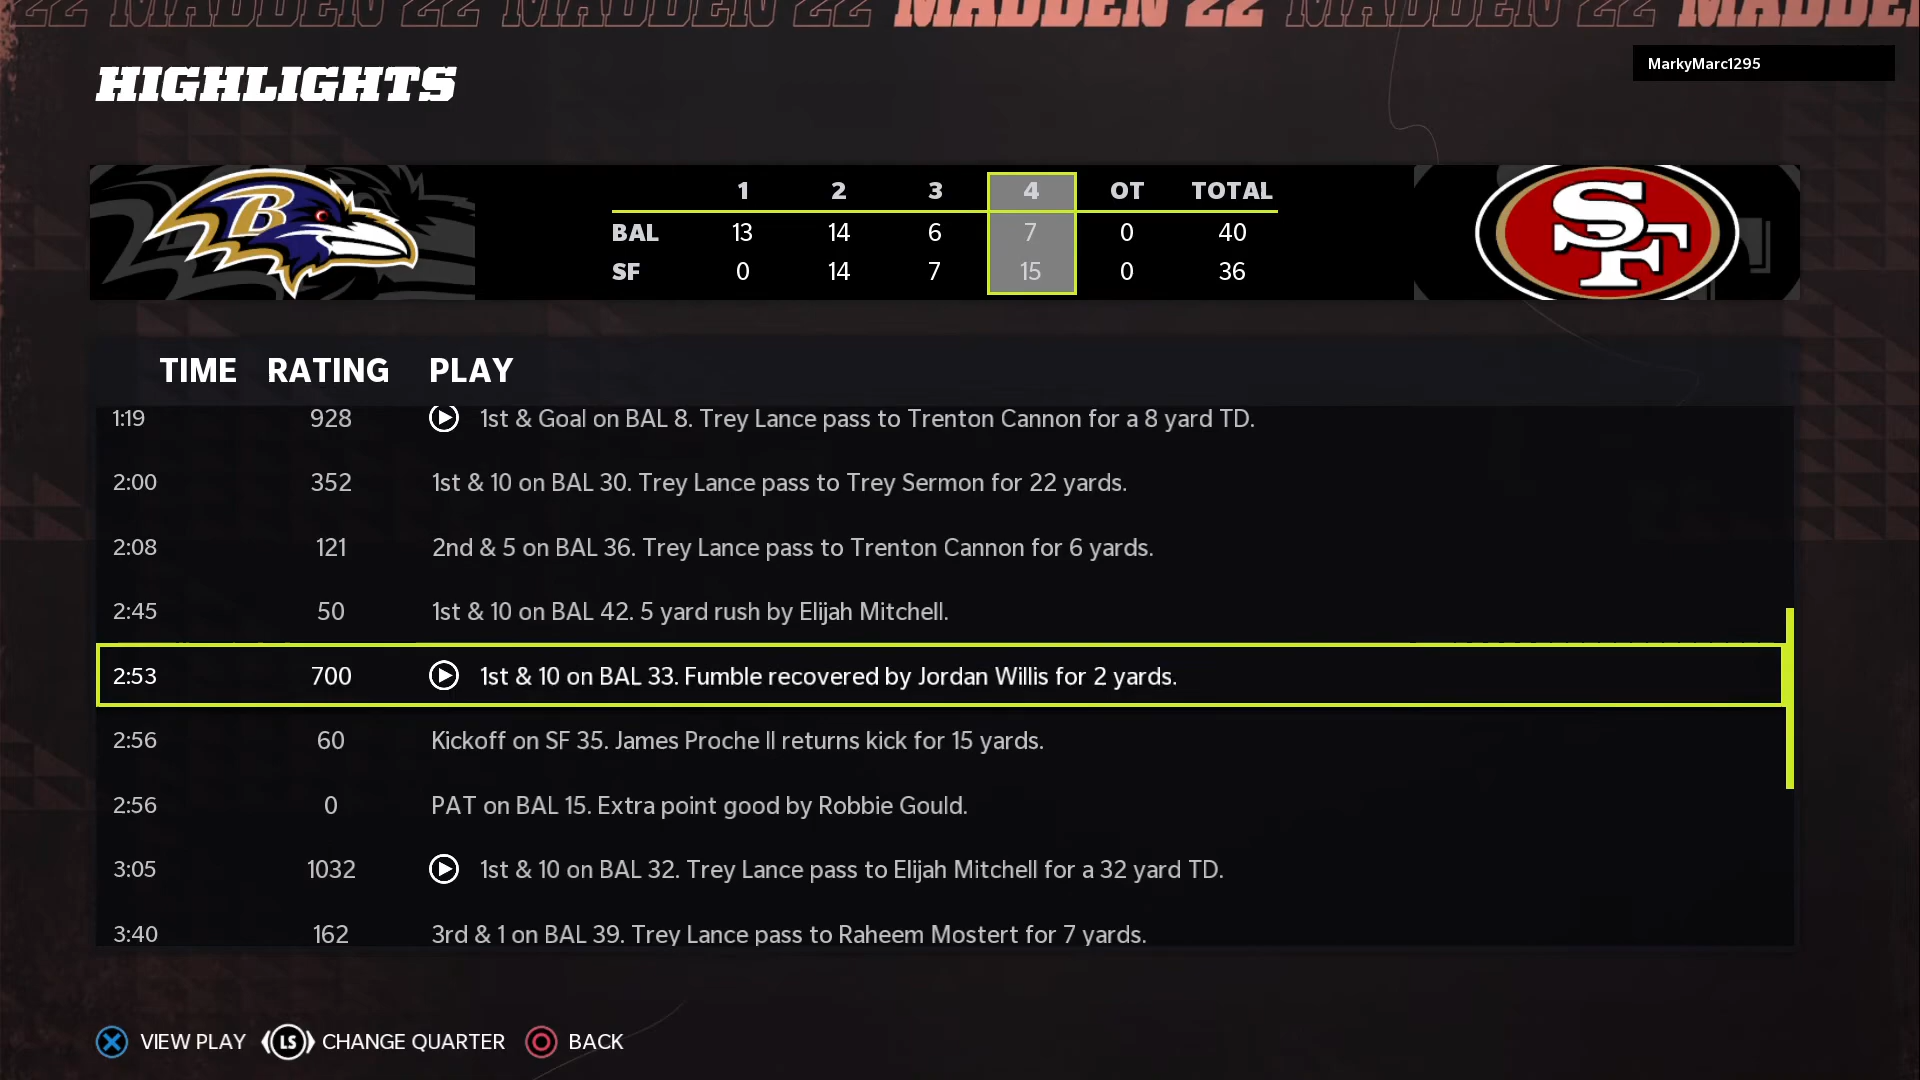 MADDEN 22 MADDEN 22 MADDEN 22 MADDEN 22 MADDE
HIGHLIGHTS
MarkyMarc1295
B
1 2 3 4 OT TOTAL
BAL 13 14 6 7 0 40
SF 0 14 7 15 0 36
SF
TIME RATING PLAY
1:19 928 1st & Goal on BAL 8. Trey Lance pass to Trenton Cannon for a 8 yard TD.
2:00 352 1st & 10 on BAL 30. Trey Lance pass to Trey Sermon for 22 yards.
2:08 121 2nd & 5 on BAL 36. Trey Lance pass to Trenton Cannon for 6 yards.
2:45 50 1st & 10 on BAL 42. 5 yard rush by Elijah Mitchell.
2:53 700 1st & 10 on BAL 33. Fumble recovered by Jordan Willis for 2 yards.
2:56 60 Kickoff on SF 35. James Proche II returns kick for 15 yards.
2:56 0 PAT on BAL 15. Extra point good by Robbie Gould.
3:05 1032 1st & 10 on BAL 32. Trey Lance pass to Elijah Mitchell for a 32 yard TD.
3:40 162 3rd & 1 on BAL 39. Trey Lance pass to Raheem Mostert for 7 yards.
VIEW PLAY LS CHANGE QUARTER BACK